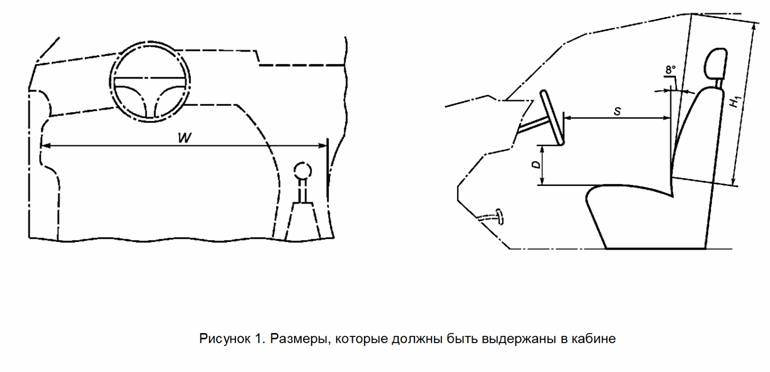 W
8°
S
H1
D
Рисунок 1. Размеры, которые должны быть выдержаны в кабине